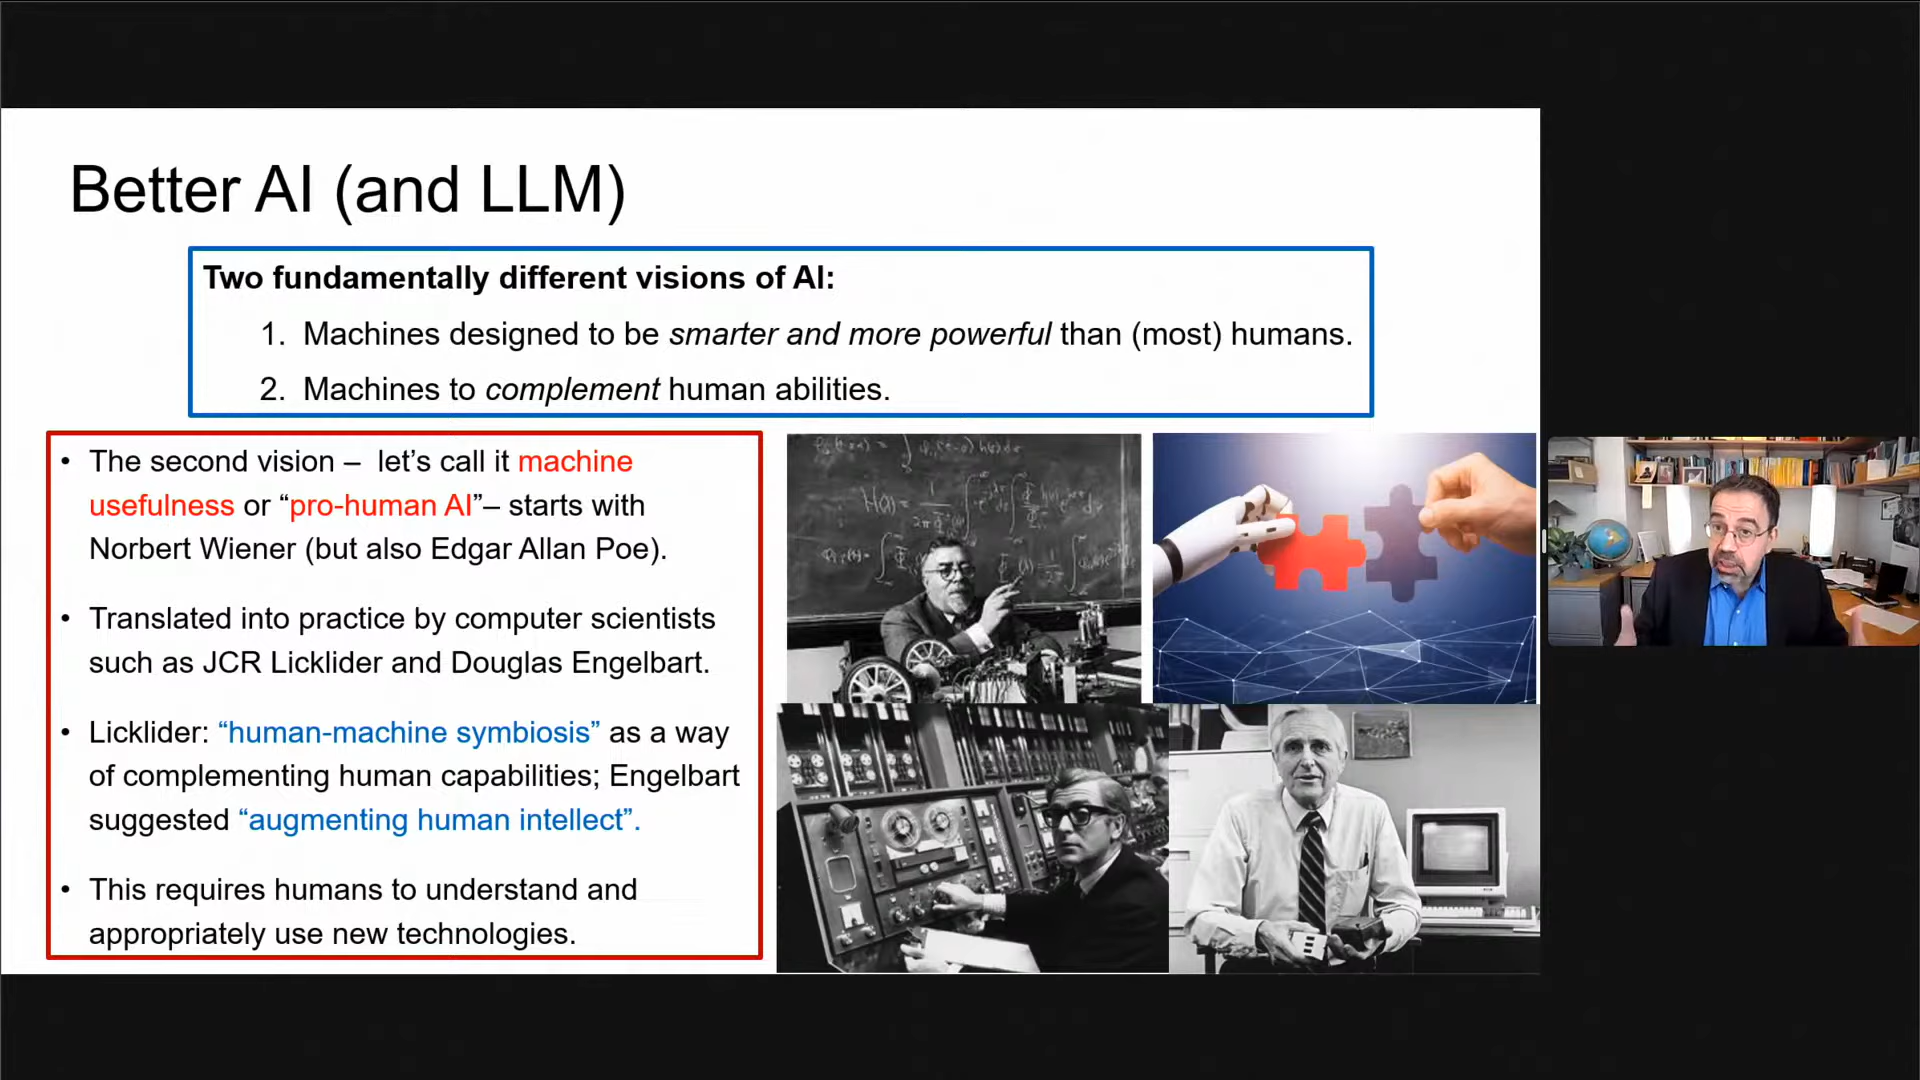 Better AI (and LLM)
Two fundamentally different visions of AI:
1. Machines designed to be smarter and more powerful than (most) humans.
2. Machines to complement human abilities.
• The second vision – let’s call it machine
usefulness or “pro-human AI”– starts with
Norbert Wiener (but also Edgar Allan Poe).
• Translated into practice by computer scientists
such as JCR Licklider and Douglas Engelbart.
• Licklider: “human-machine symbiosis” as a way
of complementing human capabilities; Engelbart
suggested “augmenting human intellect”.
• This requires humans to understand and
appropriately use new technologies.